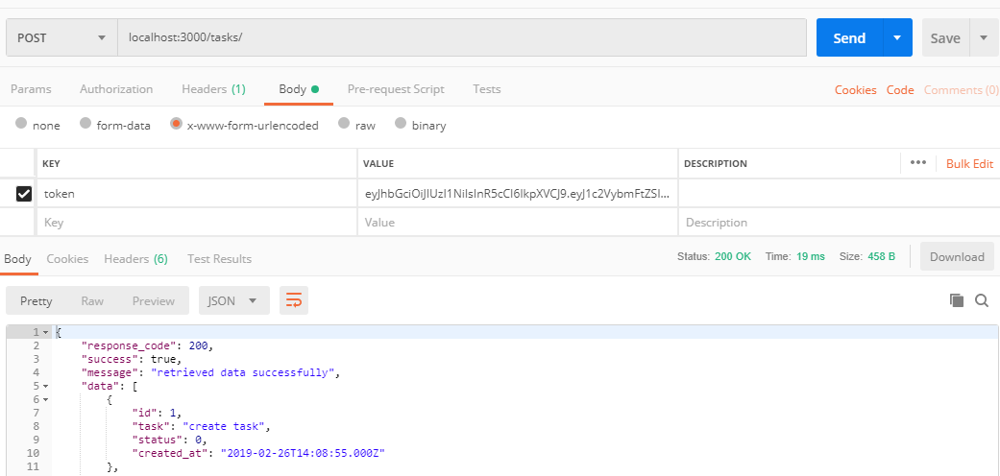 POST localhost:3000/tasks/ Send Save
Params Authorization Headers (1) Body Pre-request Script Tests Cookies Code Comments (0)
none form-data x-www-form-urlencoded raw binary
KEY VALUE DESCRIPTION ••• Bulk Edit
token eyJhbGciOiJIUzI1NiIsInR5cCI6IkpXVCJ9.eyJ1c2VybmFtZSI...
Key Value Description
Body Cookies Headers (6) Test Results Status: 200 OK Time: 19 ms Size: 458 B Download
Pretty Raw Preview JSON
1 {
2 "response_code": 200,
3 "success": true,
4 "message": "retrieved data successfully",
5 "data": [
6 {
7 "id": 1,
8 "task": "create task",
9 "status": 0,
10 "created_at": "2019-02-26T14:08:55.000Z"
11 },